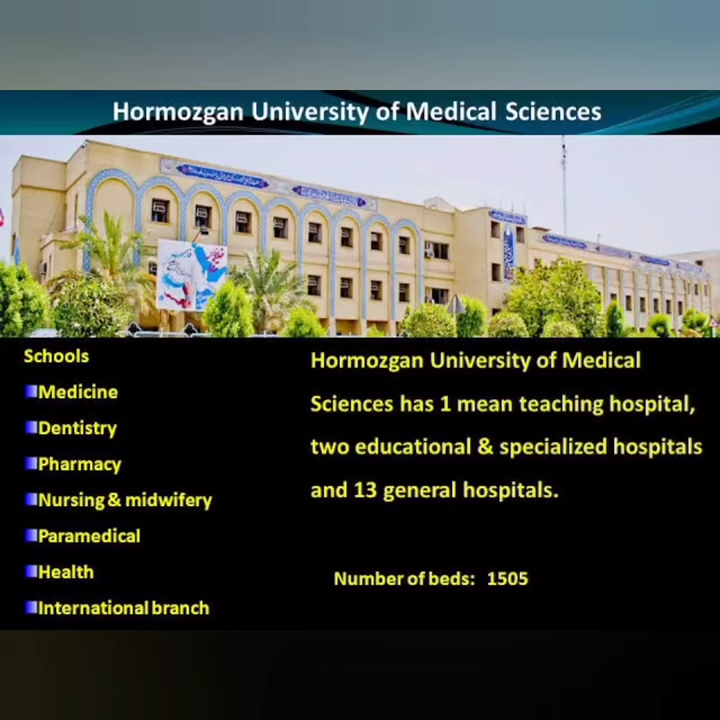 Hormozgan University of Medical Sciences
Schools
Medicine
Dentistry
Pharmacy
Nursing & midwifery
Paramedical
Health
International branch
Hormozgan University of Medical
Sciences has 1 mean teaching hospital,
two educational & specialized hospitals
and 13 general hospitals.
Number of beds: 1505